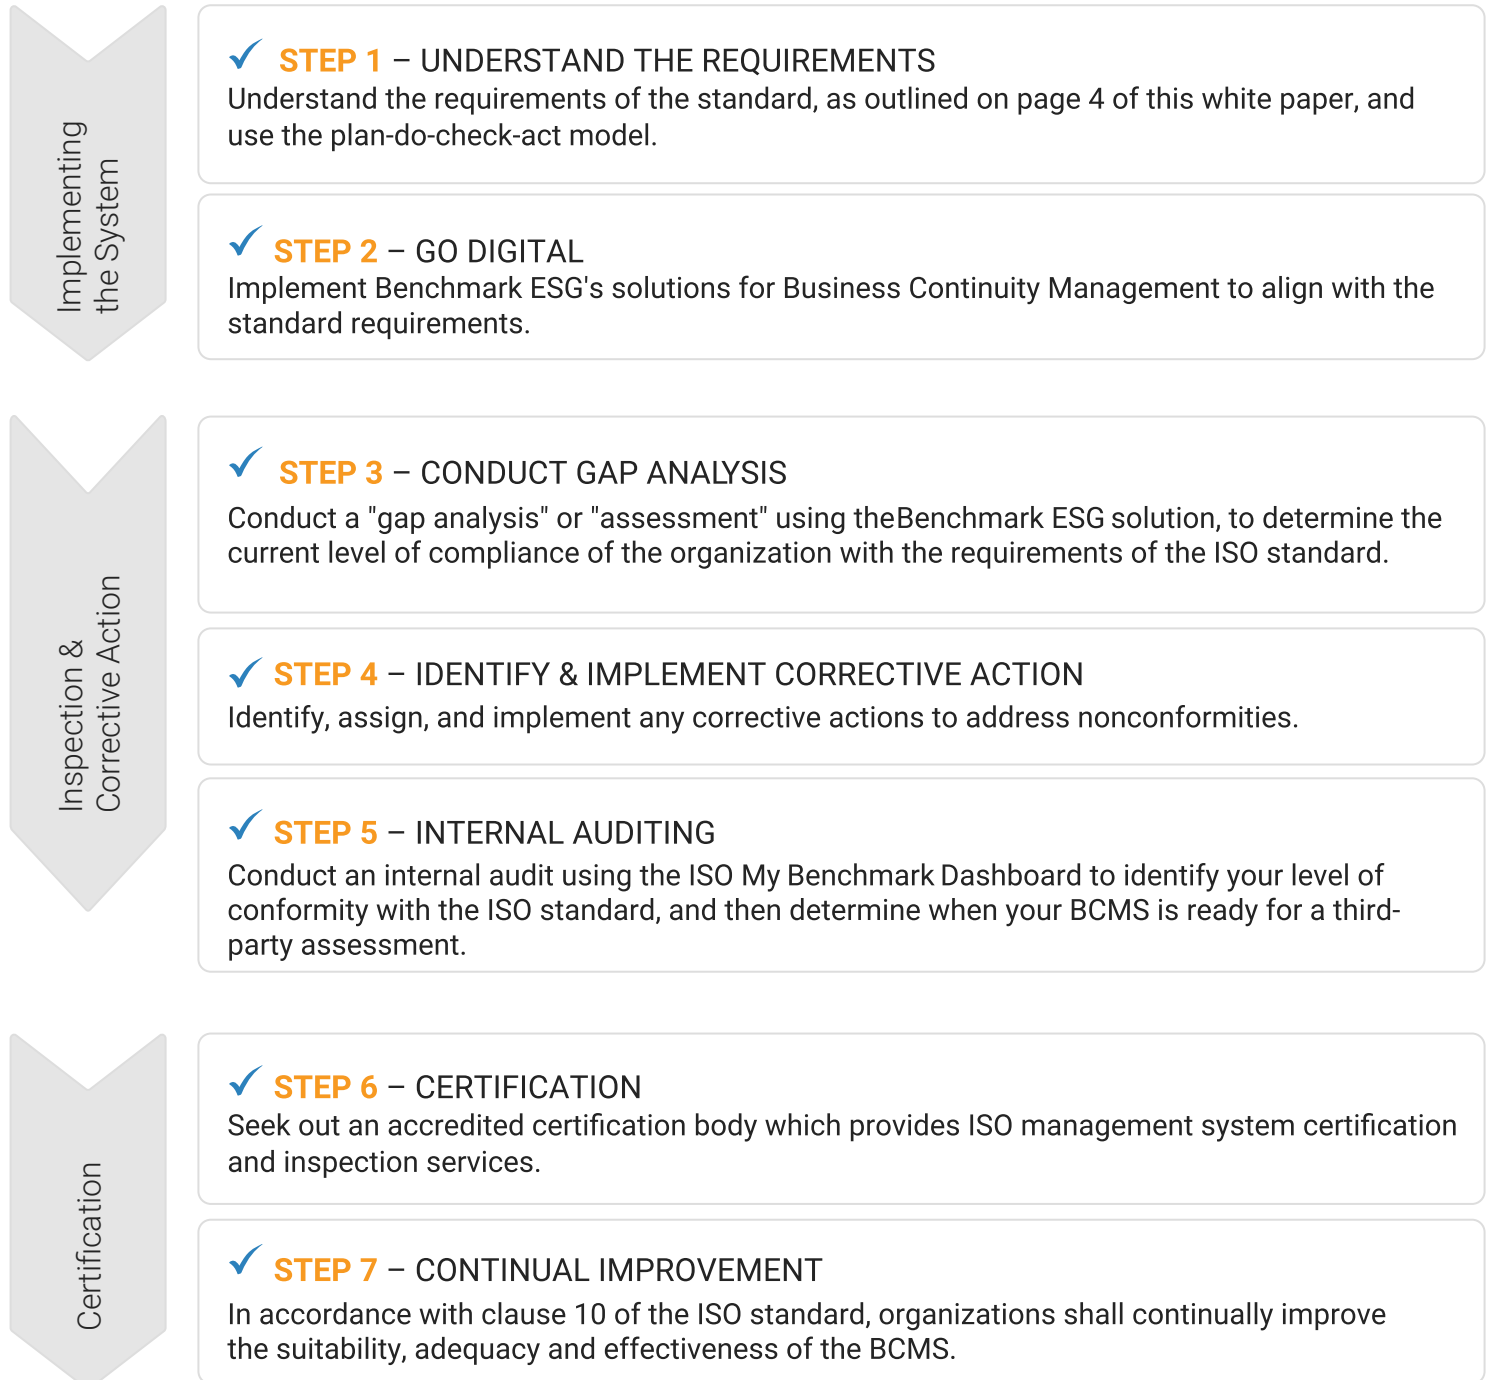 Implementing
the System
STEP 1 – UNDERSTAND THE REQUIREMENTS
Understand the requirements of the standard, as outlined on page 4 of this white paper, and
use the plan-do-check-act model.
STEP 2 – GO DIGITAL
Implement Benchmark ESG's solutions for Business Continuity Management to align with the
standard requirements.
Inspection &
Corrective Action
STEP 3 – CONDUCT GAP ANALYSIS
Conduct a "gap analysis" or "assessment" using theBenchmark ESG solution, to determine the
current level of compliance of the organization with the requirements of the ISO standard.
STEP 4 – IDENTIFY & IMPLEMENT CORRECTIVE ACTION
Identify, assign, and implement any corrective actions to address nonconformities.
STEP 5 – INTERNAL AUDITING
Conduct an internal audit using the ISO My Benchmark Dashboard to identify your level of
conformity with the ISO standard, and then determine when your BCMS is ready for a third-
party assessment.
Certification
STEP 6 – CERTIFICATION
Seek out an accredited certification body which provides ISO management system certification
and inspection services.
STEP 7 – CONTINUAL IMPROVEMENT
In accordance with clause 10 of the ISO standard, organizations shall continually improve
the suitability, adequacy and effectiveness of the BCMS.